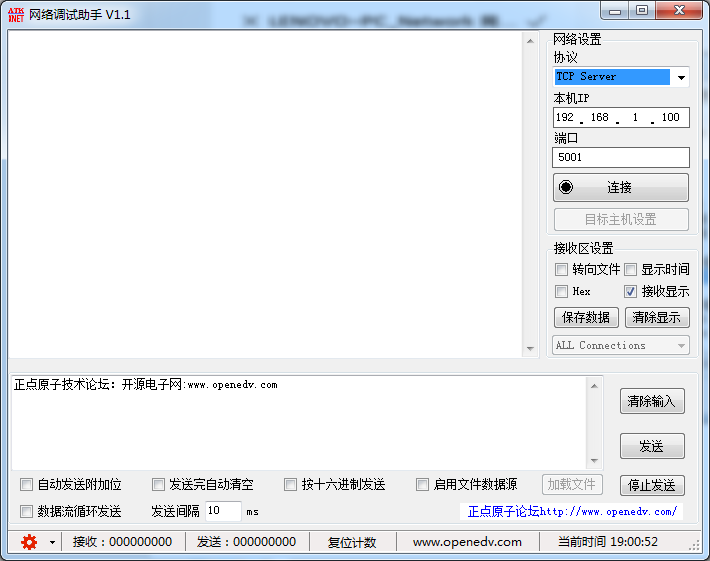 ATK
NET 网络调试助手 V1.1
LENOVO-PC_Network
网络设置
协议
TCP Server
本机IP
192 . 168 . 1 . 100
端口
5001
连接
目标主机设置
接收区设置
转向文件 显示时间
Hex 接收显示
保存数据 清除显示
ALL Connections
正点原子技术论坛：开源电子网:www.openedv.com
清除输入
发送
自动发送附加位 发送完自动清空 按十六进制发送 启用文件数据源 加载文件 停止发送
数据流循环发送 发送间隔 10 ms 正点原子论坛http://www.openedv.com/
接收：000000000 发送：000000000 复位计数 www.openedv.com 当前时间 19:00:52